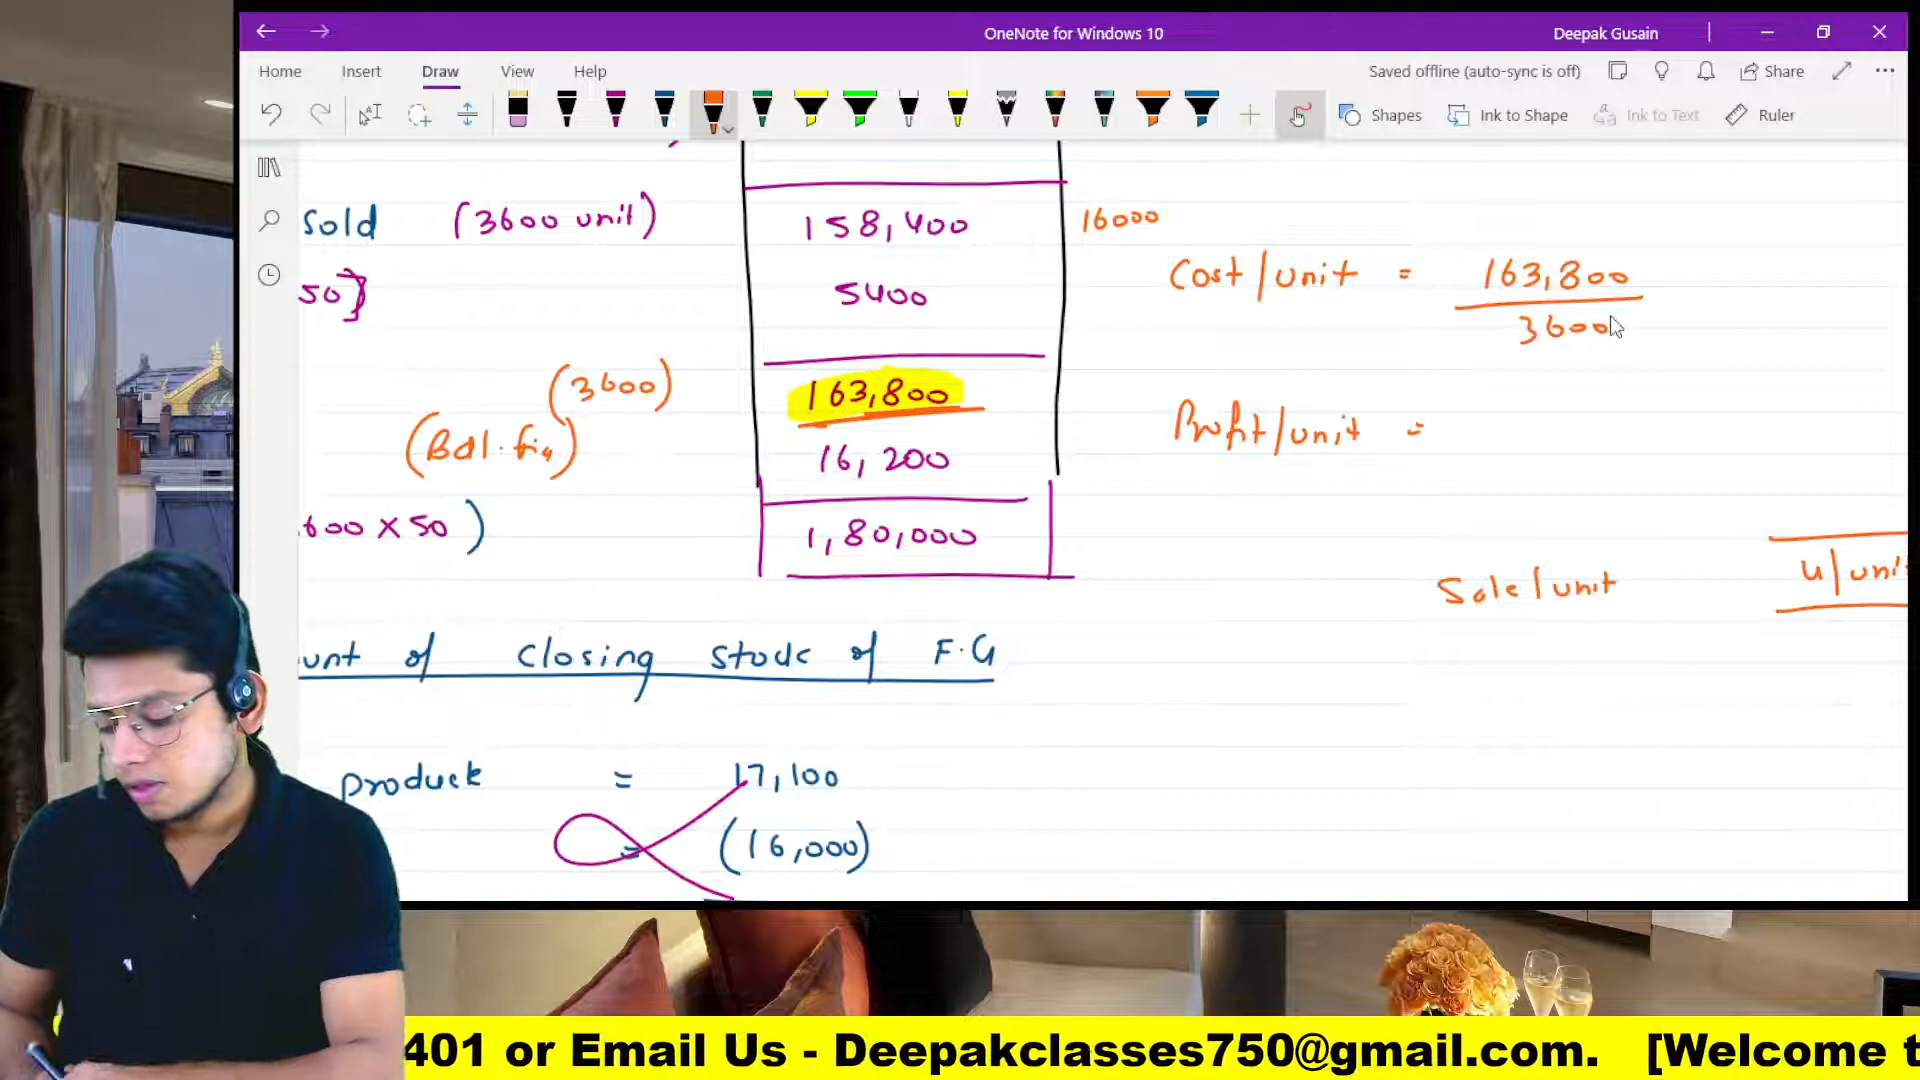 OneNote for Windows 10
Deepak Gusain
Home Insert Draw View Help
Saved offline (auto-sync is off)
Share
Shapes
Ink to Shape
Ink to Text
Ruler
Sold (3600 unit) 158,400 16000
50)} 5400
Cost/unit = 163,800
3600
(3600) 163,800
(Bal. fig) 16,200
Profit/unit =
600 x 50 ) 1,80,000
Sale/unit 4/uni
unt of closing stock of F.G
product = 17,100
= (16,000)
401 or Email Us - Deepakclasses750@gmail.com. [Welcome t